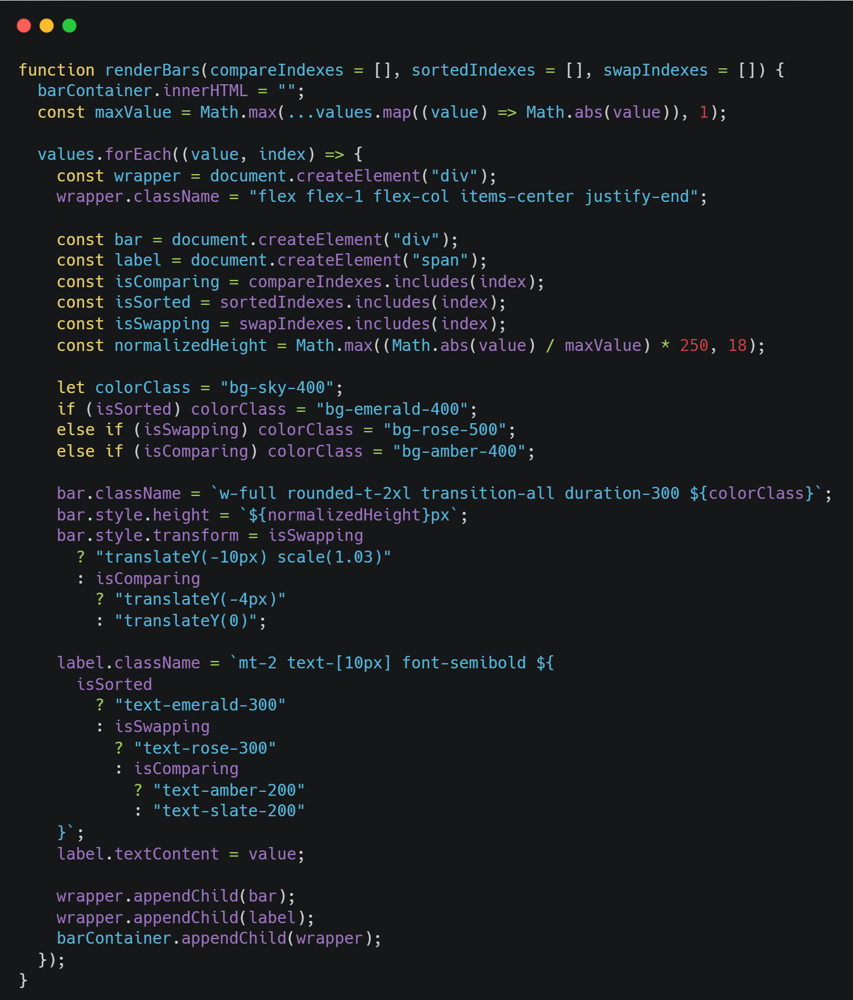 function renderBars(compareIndexes = [], sortedIndexes = [], swapIndexes = []) {
  barContainer.innerHTML = "";
  const maxValue = Math.max(...values.map((value) => Math.abs(value)), 1);

  values.forEach((value, index) => {
    const wrapper = document.createElement("div");
    wrapper.className = "flex flex-1 flex-col items-center justify-end";

    const bar = document.createElement("div");
    const label = document.createElement("span");
    const isComparing = compareIndexes.includes(index);
    const isSorted = sortedIndexes.includes(index);
    const isSwapping = swapIndexes.includes(index);
    const normalizedHeight = Math.max((Math.abs(value) / maxValue) * 250, 18);

    let colorClass = "bg-sky-400";
    if (isSorted) colorClass = "bg-emerald-400";
    else if (isSwapping) colorClass = "bg-rose-500";
    else if (isComparing) colorClass = "bg-amber-400";

    bar.className = `w-full rounded-t-2xl transition-all duration-300 ${colorClass}`;
    bar.style.height = `${normalizedHeight}px`;
    bar.style.transform = isSwapping
      ? "translateY(-10px) scale(1.03)"
      : isComparing
        ? "translateY(-4px)"
        : "translateY(0)";

    label.className = `mt-2 text-[10px] font-semibold ${
      isSorted
        ? "text-emerald-300"
        : isSwapping
          ? "text-rose-300"
          : isComparing
            ? "text-amber-200"
            : "text-slate-200"
    }`;
    label.textContent = value;

    wrapper.appendChild(bar);
    wrapper.appendChild(label);
    barContainer.appendChild(wrapper);
  });
}